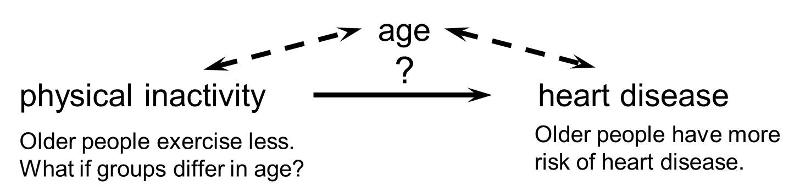 age
?
physical inactivity
heart disease
Older people exercise less.
What if groups differ in age?
Older people have more
risk of heart disease.